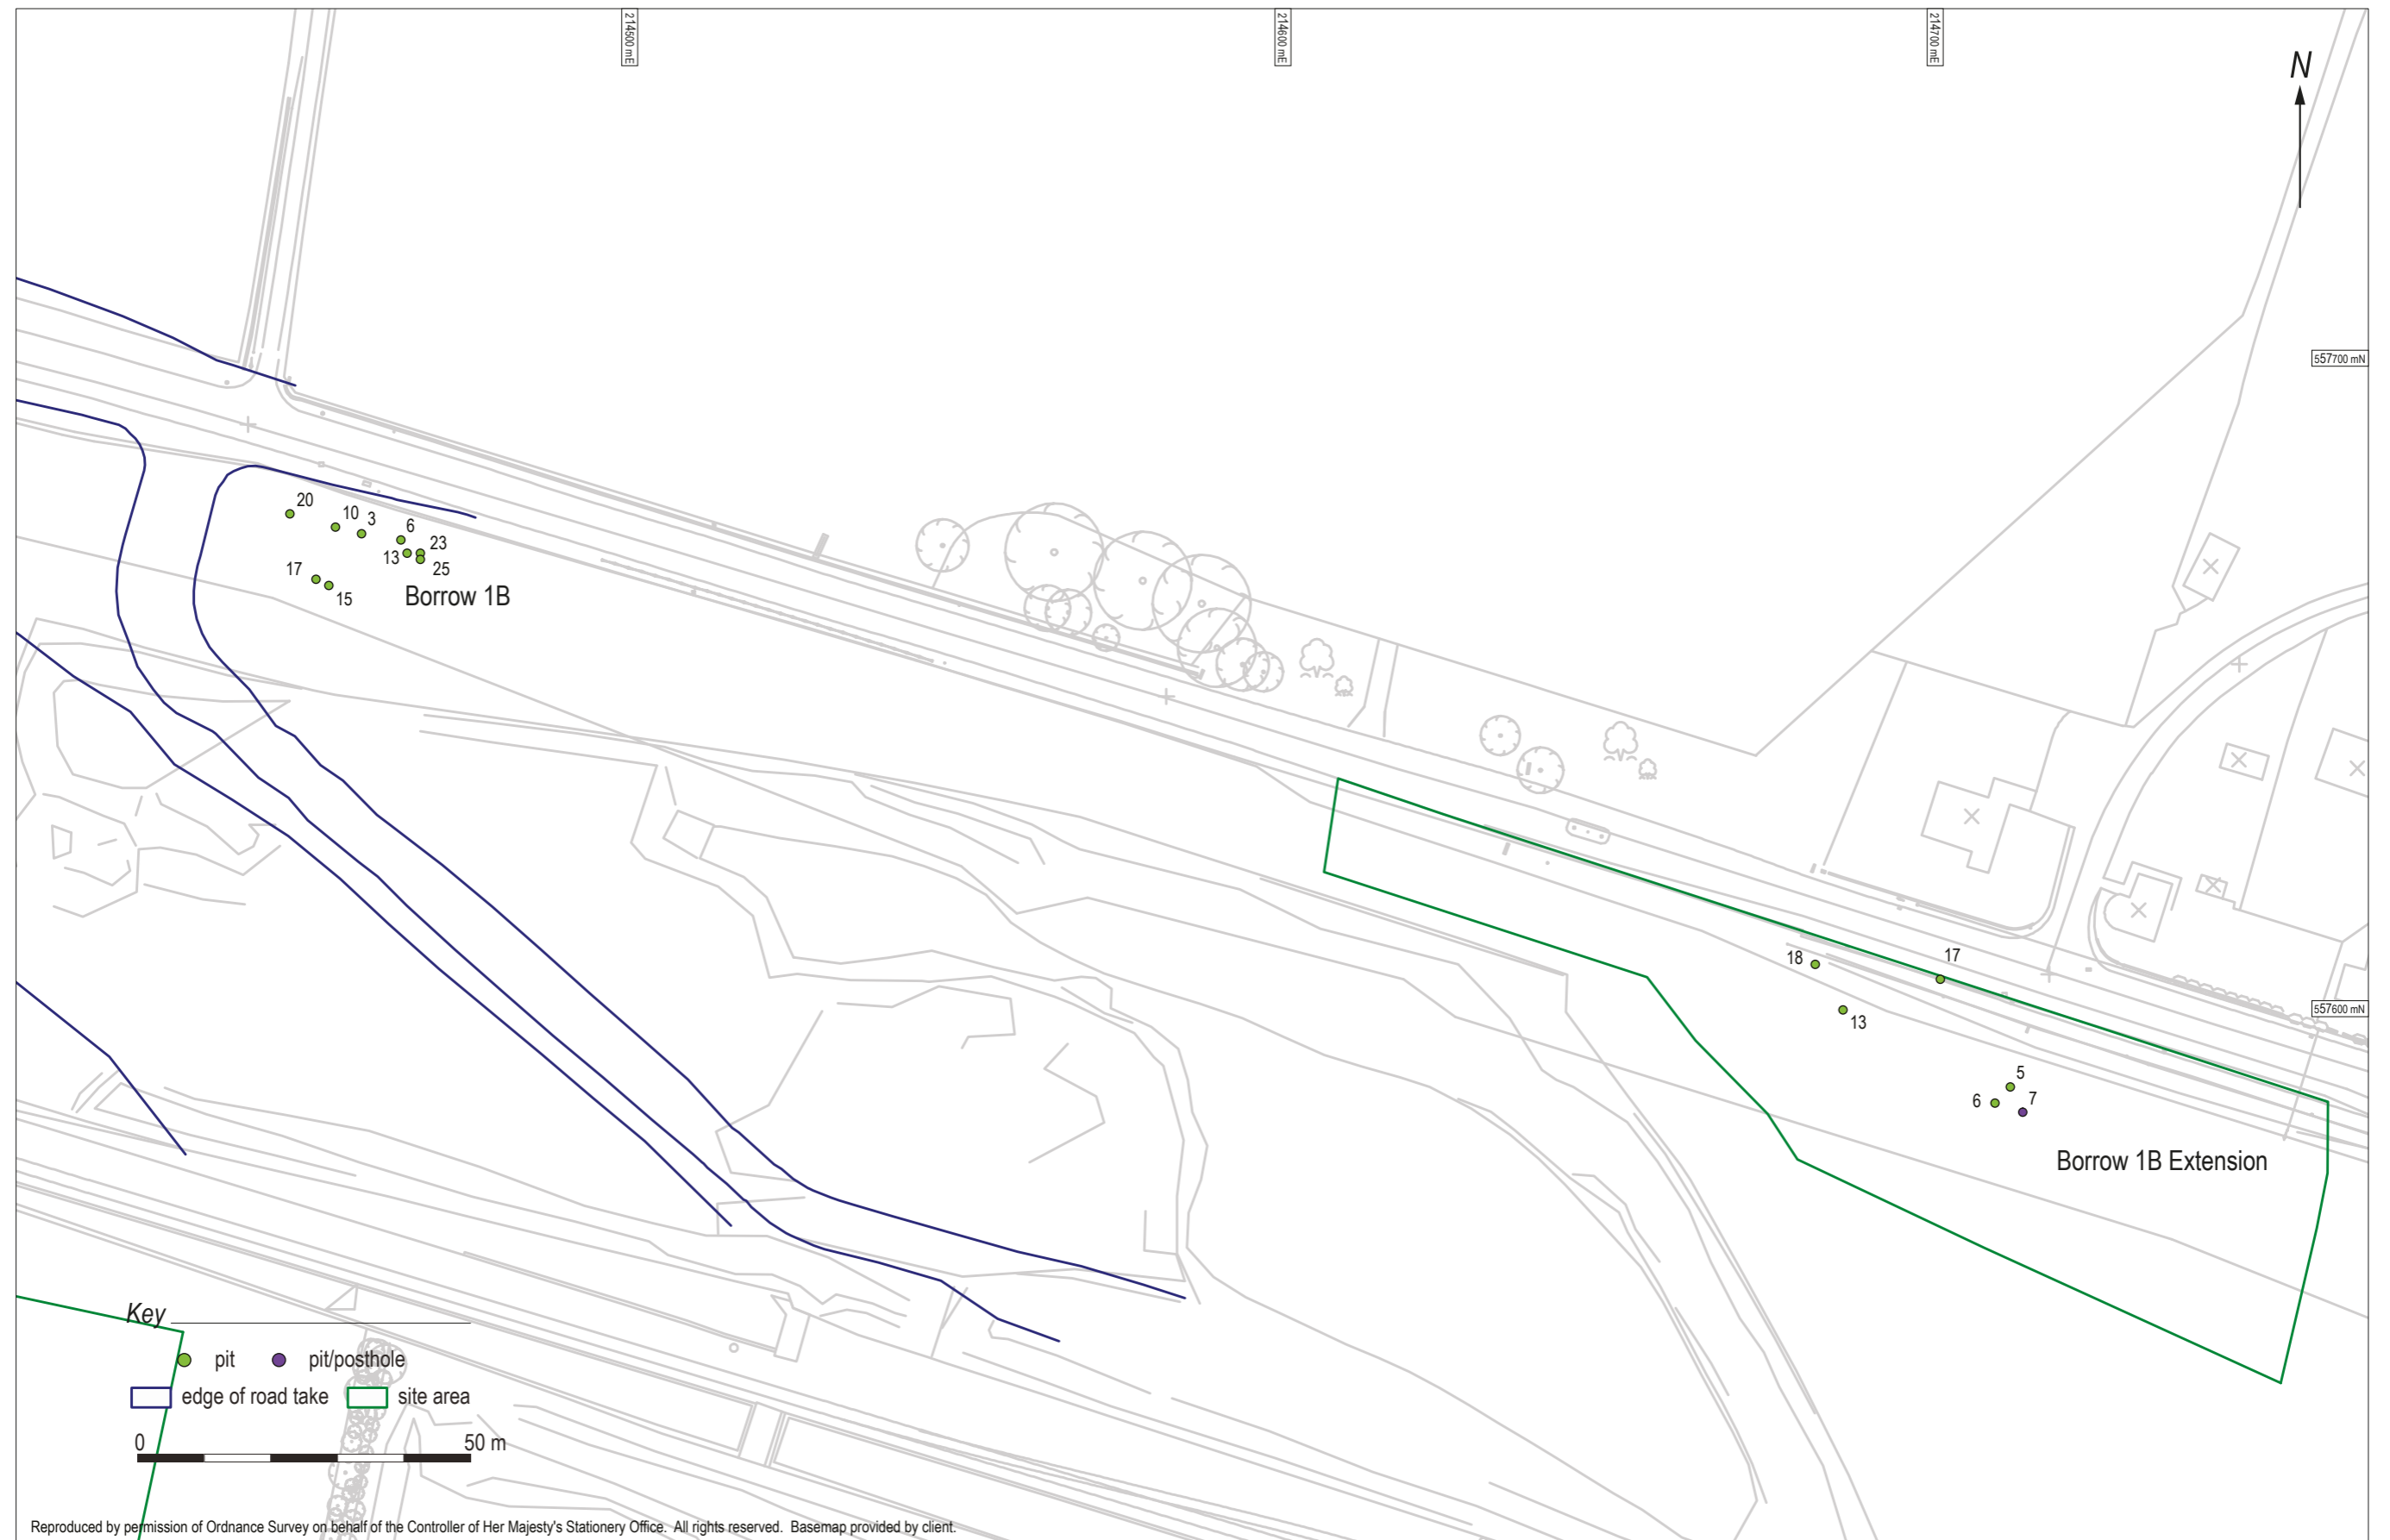 214500 mE
214600 mE
214700 mE
N
557700 mN
20
10
3
6
23
13
25
17
15
Borrow 1B
18
17
557600 mN
13
5
6
7
Borrow 1B Extension
Key
pit
pit/posthole
edge of road take
site area
0
50 m
Reproduced by permission of Ordnance Survey on behalf of the Controller of Her Majesty's Stationery Office. All rights reserved. Basemap provided by client.